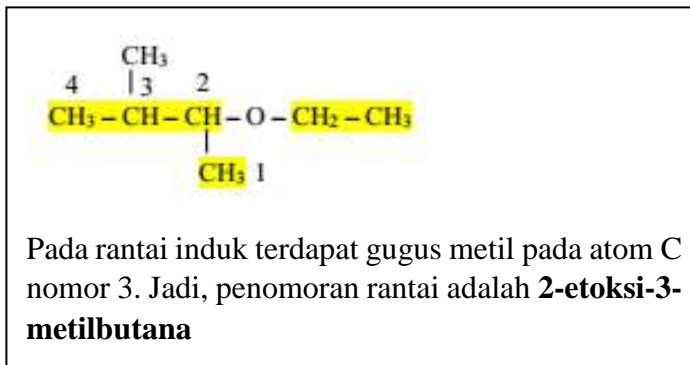 CH₃
4 | 3 2
CH₃ – CH – CH – O – CH₂ – CH₃
|
CH₃ 1
Pada rantai induk terdapat gugus metil pada atom C
nomor 3. Jadi, penomoran rantai adalah 2-etoksi-3-
metilbutana